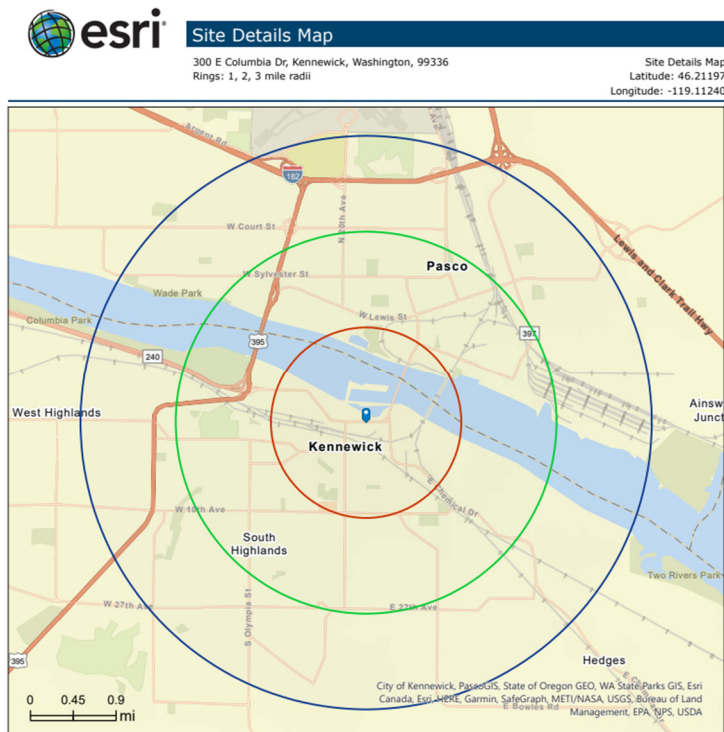 esri
Site Details Map
300 E Columbia Dr, Kennewick, Washington, 99336
Rings: 1, 2, 3 mile radii
Site Details Map
Latitude: 46.21197
Longitude: -119.11240
Argent Rd
182
W Court St
N 20th Ave
Pasco
Lewis and Clark Trail Hwy
W Sylvester St
Wade Park
W Lewis St
Columbia Park
395
397
240
West Highlands
Ainsw
Junct
Kennewick
E Chemical Dr
W 10th Ave
South
Highlands
Two Rivers Park
W 27th Ave
E 27th Ave
S Olympia St
395
Hedges
0 0.45 0.9
mi
E Bowles Rd
City of Kennewick, PascoGIS, State of Oregon GEO, WA State Parks GIS, Esri
Canada, Esri, HERE, Garmin, SafeGraph, METI/NASA, USGS, Bureau of Land
Management, EPA, NPS, USDA